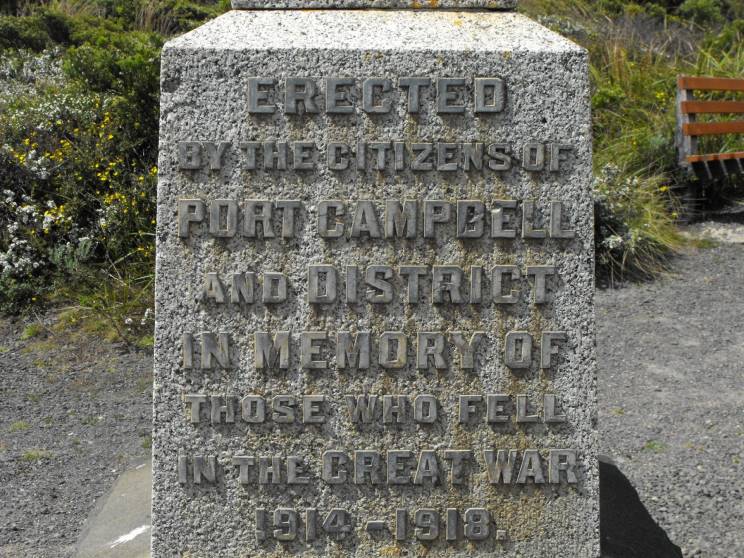 ERECTED
BY THE CITIZENS OF
PORT CAMPBELL
AND DISTRICT
IN MEMORY OF
THOSE WHO FELL
IN THE GREAT WAR
1914-1918.